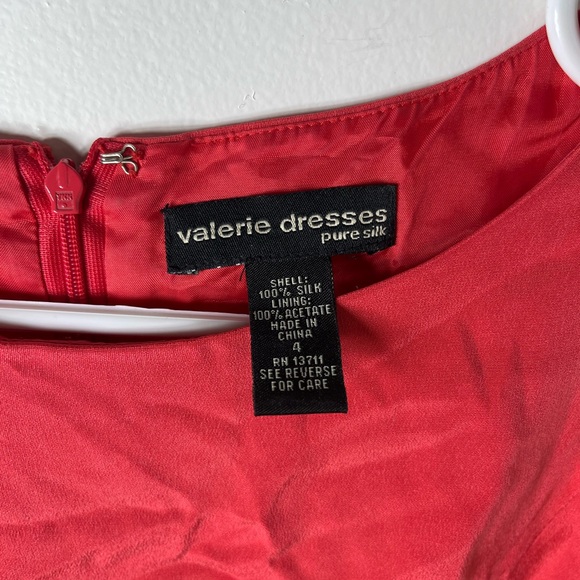 valerie dresses
pure silk
SHELL:
100% SILK
LINING:
100% ACETATE
MADE IN
CHINA
4
RN 13711
SEE REVERSE
FOR CARE